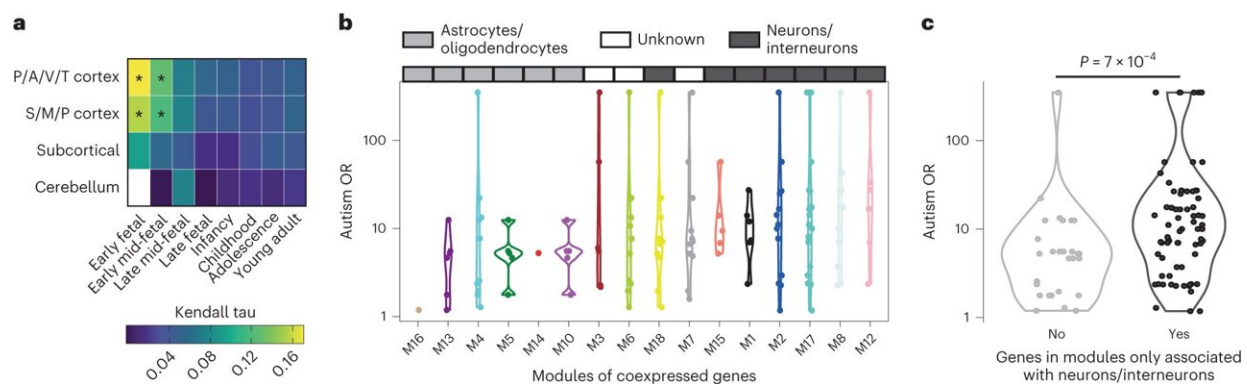 a
P/A/V/T cortex
* *
S/M/P cortex
* *
Subcortical
Cerebellum
Early fetal
Early mid-fetal
Late mid-fetal
Late fetal
Infancy
Childhood
Adolescence
Young adult
Kendall tau
0.04 0.08 0.12 0.16
b
Astrocytes/
oligodendrocytes
Unknown
Neurons/
interneurons
Autism OR
100
10
1
M16 M13 M4 M5 M14 M10 M3 M6 M18 M7 M15 M1 M2 M17 M8 M12
Modules of coexpressed genes
c
P = 7 × 10⁻⁴
Autism OR
100
10
1
No Yes
Genes in modules only associated
with neurons/interneurons